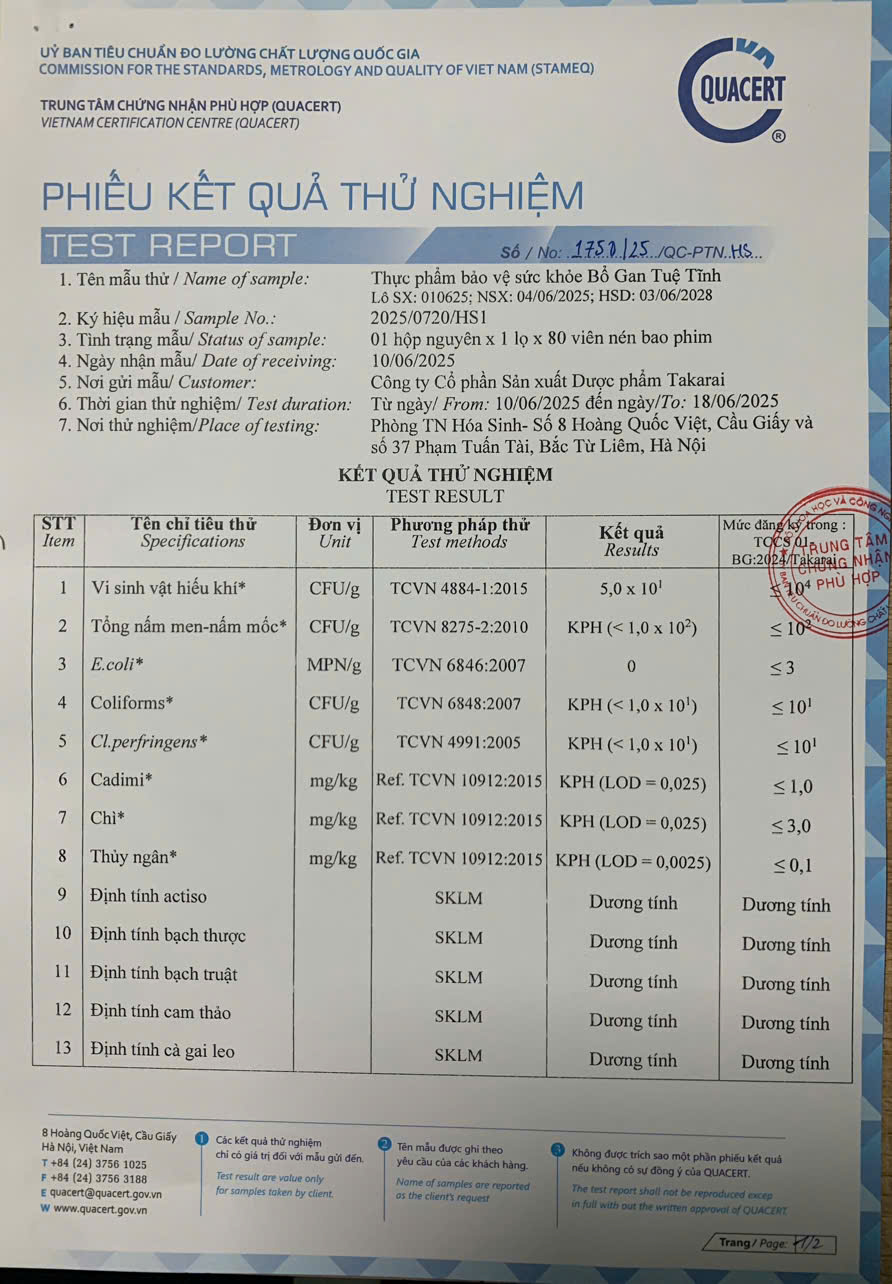 UỶ BAN TIÊU CHUẨN ĐO LƯỜNG CHẤT LƯỢNG QUỐC GIA
COMMISSION FOR THE STANDARDS, METROLOGY AND QUALITY OF VIET NAM (STAMEQ)
TRUNG TÂM CHỨNG NHẬN PHÙ HỢP (QUACERT)
VIETNAM CERTIFICATION CENTRE (QUACERT)
QUACERT
®
PHIẾU KẾT QUẢ THỬ NGHIỆM
TEST REPORT
Số / No: 1750/25 /QC-PTN HS
1. Tên mẫu thử / Name of sample: Thực phẩm bảo vệ sức khỏe Bổ Gan Tuệ Tĩnh
Lô SX: 010625; NSX: 04/06/2025; HSD: 03/06/2028
2. Ký hiệu mẫu / Sample No.: 2025/0720/HS1
3. Tình trạng mẫu/ Status of sample: 01 hộp nguyên x 1 lọ x 80 viên nén bao phim
4. Ngày nhận mẫu/ Date of receiving: 10/06/2025
5. Nơi gửi mẫu/ Customer: Công ty Cổ phần Sản xuất Dược phẩm Takarai
6. Thời gian thử nghiệm/ Test duration: Từ ngày/ From: 10/06/2025 đến ngày/To: 18/06/2025
7. Nơi thử nghiệm/Place of testing: Phòng TN Hóa Sinh- Số 8 Hoàng Quốc Việt, Cầu Giấy và
số 37 Phạm Tuấn Tài, Bắc Từ Liêm, Hà Nội
KẾT QUẢ THỬ NGHIỆM
TEST RESULT
STT Tên chỉ tiêu thử Đơn vị Phương pháp thử Kết quả Mức đăng ký trong :
Item Specifications Unit Test methods Results TCCS 01-
BG:2024/Takarai
1 Vi sinh vật hiếu khí* CFU/g TCVN 4884-1:2015 5,0 x 10¹ ≤ 10⁴
2 Tổng nấm men-nấm mốc* CFU/g TCVN 8275-2:2010 KPH (< 1,0 x 10²) ≤ 10²
3 E.coli* MPN/g TCVN 6846:2007 0 ≤ 3
4 Coliforms* CFU/g TCVN 6848:2007 KPH (< 1,0 x 10¹) ≤ 10¹
5 Cl.perfringens* CFU/g TCVN 4991:2005 KPH (< 1,0 x 10¹) ≤ 10¹
6 Cadimi* mg/kg Ref. TCVN 10912:2015 KPH (LOD = 0,025) ≤ 1,0
7 Chì* mg/kg Ref. TCVN 10912:2015 KPH (LOD = 0,025) ≤ 3,0
8 Thủy ngân* mg/kg Ref. TCVN 10912:2015 KPH (LOD = 0,0025) ≤ 0,1
9 Định tính actiso SKLM Dương tính Dương tính
10 Định tính bạch thược SKLM Dương tính Dương tính
11 Định tính bạch truật SKLM Dương tính Dương tính
12 Định tính cam thảo SKLM Dương tính Dương tính
13 Định tính cà gai leo SKLM Dương tính Dương tính
TRUNG TÂM
CHỨNG NHẬN
PHÙ HỢP
8 Hoàng Quốc Việt, Cầu Giấy
Hà Nội, Việt Nam
T +84 (24) 3756 1025
F +84 (24) 3756 3188
E quacert@quacert.gov.vn
W www.quacert.gov.vn
1 Các kết quả thử nghiệm
chỉ có giá trị đối với mẫu gửi đến.
Test result are value only
for samples taken by client.
2 Tên mẫu được ghi theo
yêu cầu của các khách hàng.
Name of samples are reported
as the client's request
3 Không được trích sao một phần phiếu kết quả
nếu không có sự đồng ý của QUACERT.
The test report shall not be reproduced excep
in full with out the written approval of QUACERT
Trang/ Page: 1/2